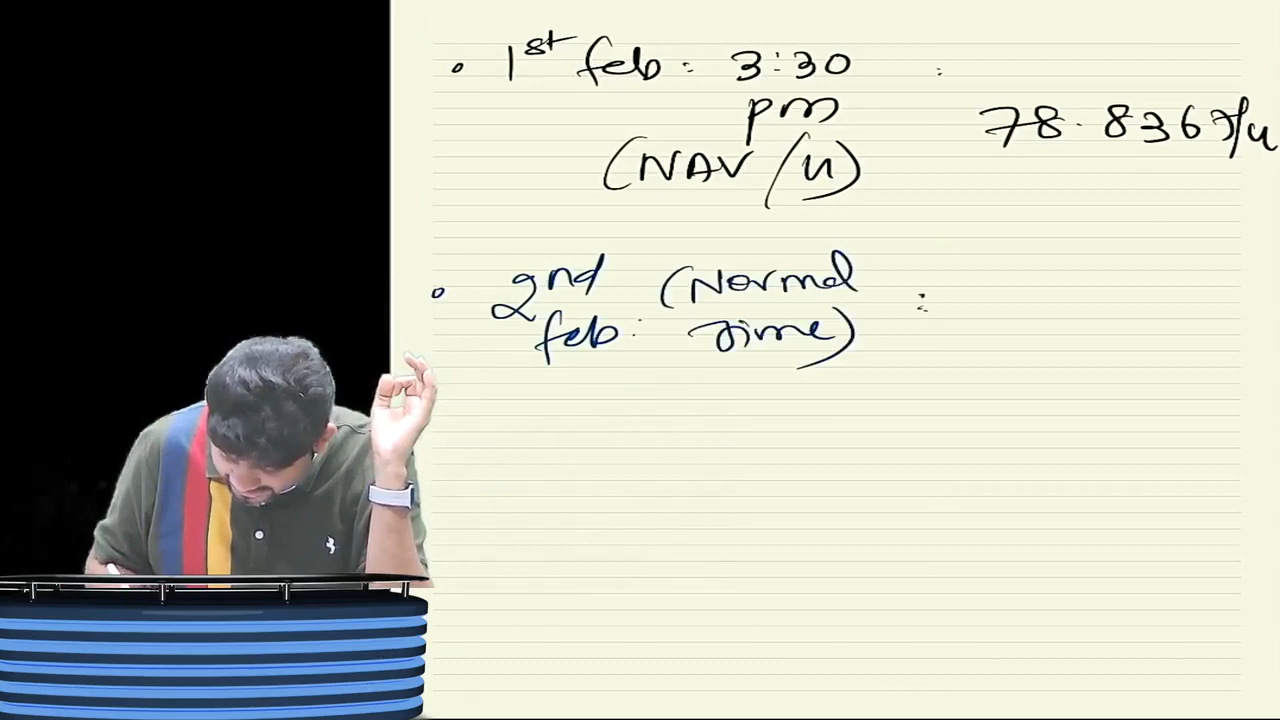 • 1st feb : 3:30 :
pm 78.8367/u
(NAV/u)
• 2nd (Normal :
feb : Time)